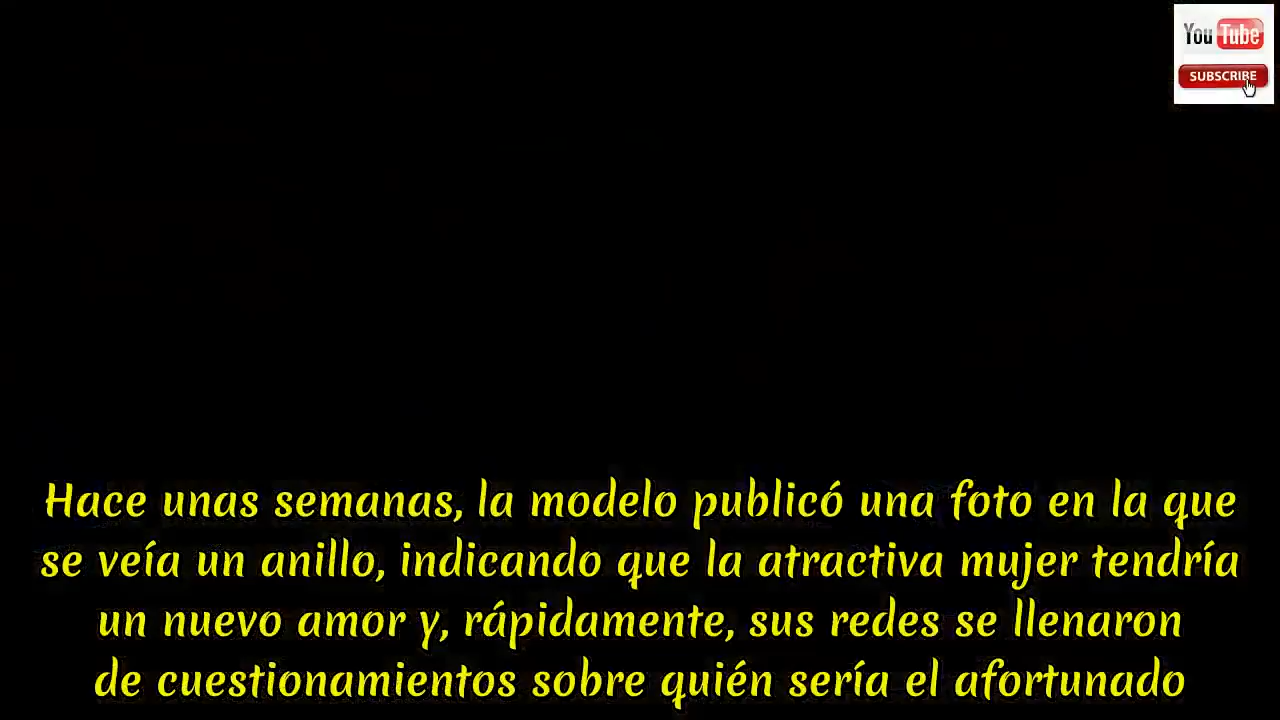 You Tube
SUBSCRIBE
Hace unas semanas, la modelo publicó una foto en la que
se veía un anillo, indicando que la atractiva mujer tendría
un nuevo amor y, rápidamente, sus redes se llenaron
de cuestionamientos sobre quién sería el afortunado